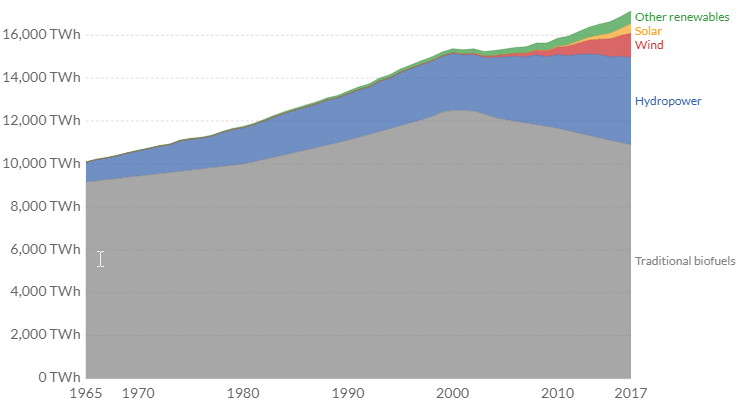 Other renewables
Solar
Wind
16,000 TWh
14,000 TWh
Hydropower
12,000 TWh
10,000 TWh
8,000 TWh
6,000 TWh
Traditional biofuels
4,000 TWh
2,000 TWh
0 TWh
1965 1970 1980 1990 2000 2010 2017